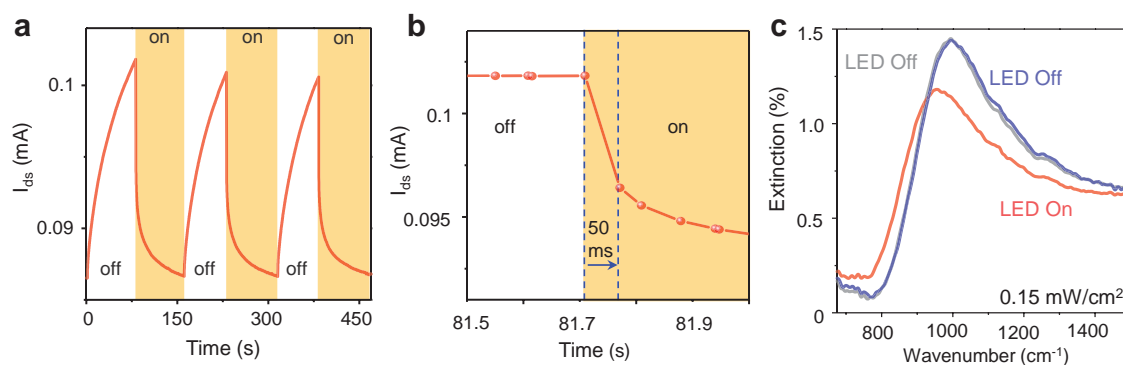 a
on on on
0.1
0.09
I_ds (mA)
off off off
0 150 300 450
Time (s)
b
off on
0.1
0.095
I_ds (mA)
50
ms
81.5 81.7 81.9
Time (s)
c
1.5
1.0
0.5
0
Extinction (%)
LED Off LED Off
LED On
0.15 mW/cm²
800 1000 1200 1400
Wavenumber (cm⁻¹)